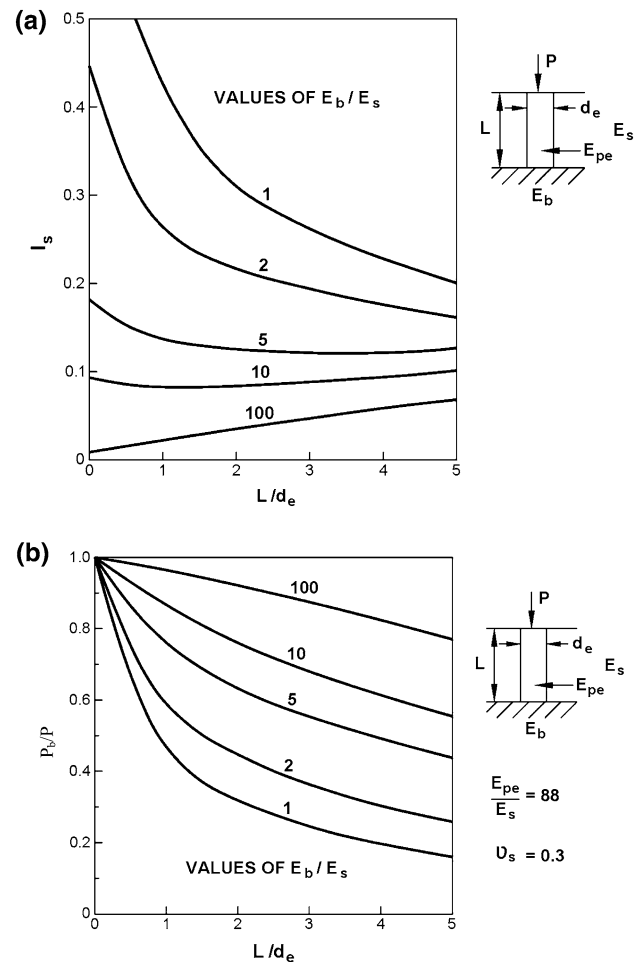 (a)
0.5
0.4
0.3
0.2
0.1
0
I_s
VALUES OF E_b / E_s
1
2
5
10
100
0 1 2 3 4 5
L / d_e
P
L
d_e
E_s
E_pe
E_b
(b)
1.0
0.8
0.6
0.4
0.2
0
P_b/P
100
10
5
2
1
VALUES OF E_b / E_s
0 1 2 3 4 5
L / d_e
P
L
d_e
E_s
E_pe
E_b
E_pe / E_s = 88
υ_s = 0.3